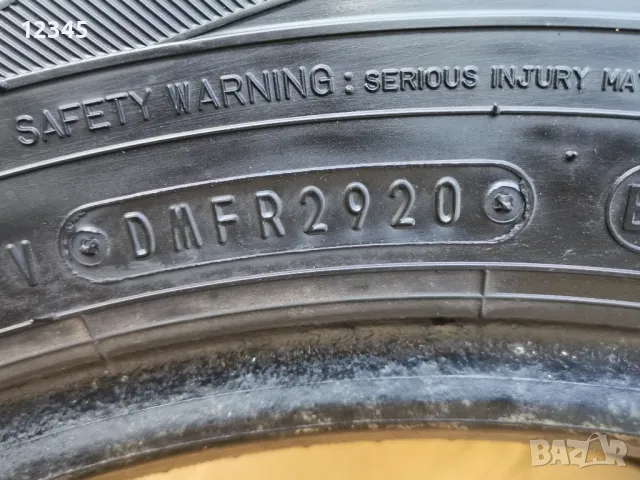 12345
SAFETY WARNING: SERIOUS INJURY MA
V DMFR2920 E
BAZAR